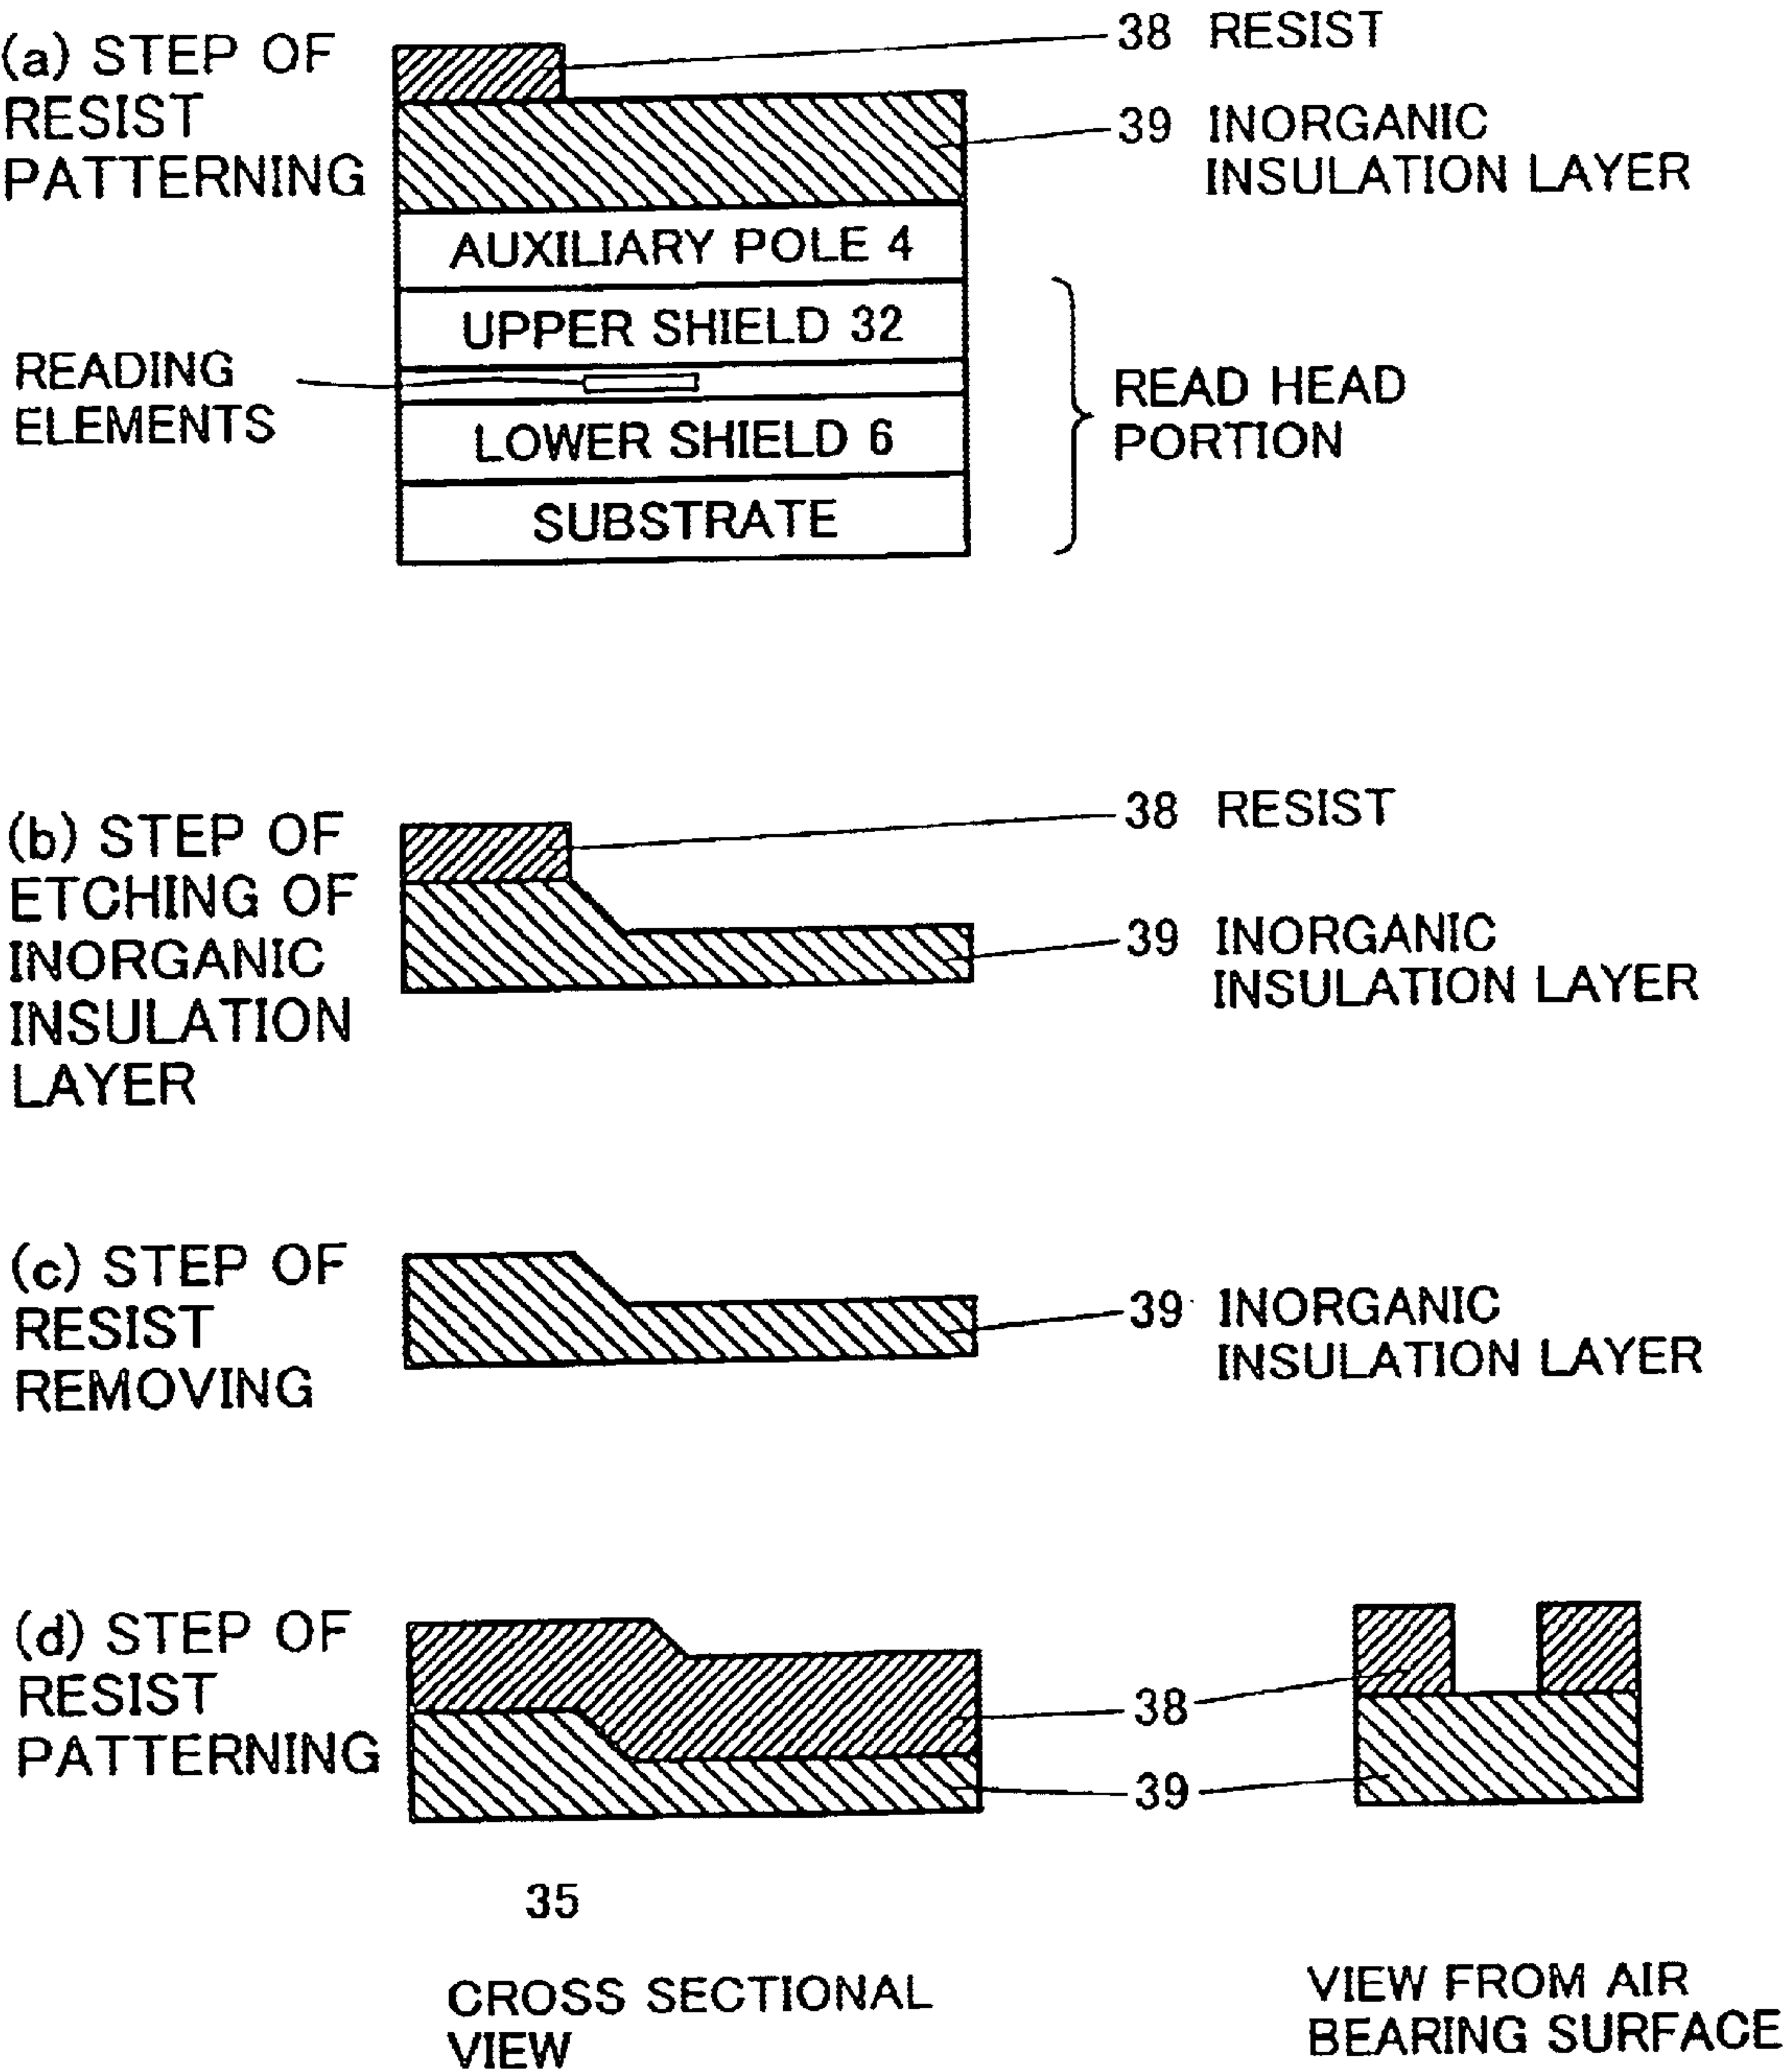 (a) STEP OF
RESIST
PATTERNING
38 RESIST
39 INORGANIC
INSULATION LAYER
AUXILIARY POLE 4
UPPER SHIELD 32
READING
ELEMENTS
LOWER SHIELD 6
SUBSTRATE
READ HEAD
PORTION
(b) STEP OF
ETCHING OF
INORGANIC
INSULATION
LAYER
38 RESIST
39 INORGANIC
INSULATION LAYER
(c) STEP OF
RESIST
REMOVING
39 INORGANIC
INSULATION LAYER
(d) STEP OF
RESIST
PATTERNING
38
39
35
CROSS SECTIONAL
VIEW
VIEW FROM AIR
BEARING SURFACE